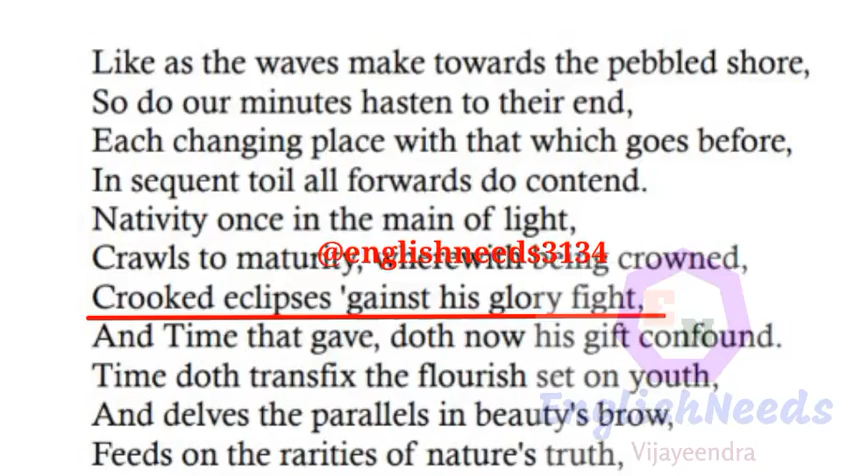 Like as the waves make towards the pebbled shore,
So do our minutes hasten to their end,
Each changing place with that which goes before,
In sequent toil all forwards do contend.
Nativity once in the main of light,
@englishneeds3134
Crawls to maturity, wherewith being crowned,
Crooked eclipses 'gainst his glory fight,
And Time that gave, doth now his gift confound.
Time doth transfix the flourish set on youth,
And delves the parallels in beauty's brow,
EnglishNeeds
Feeds on the rarities of nature's truth,
Vijayeendra